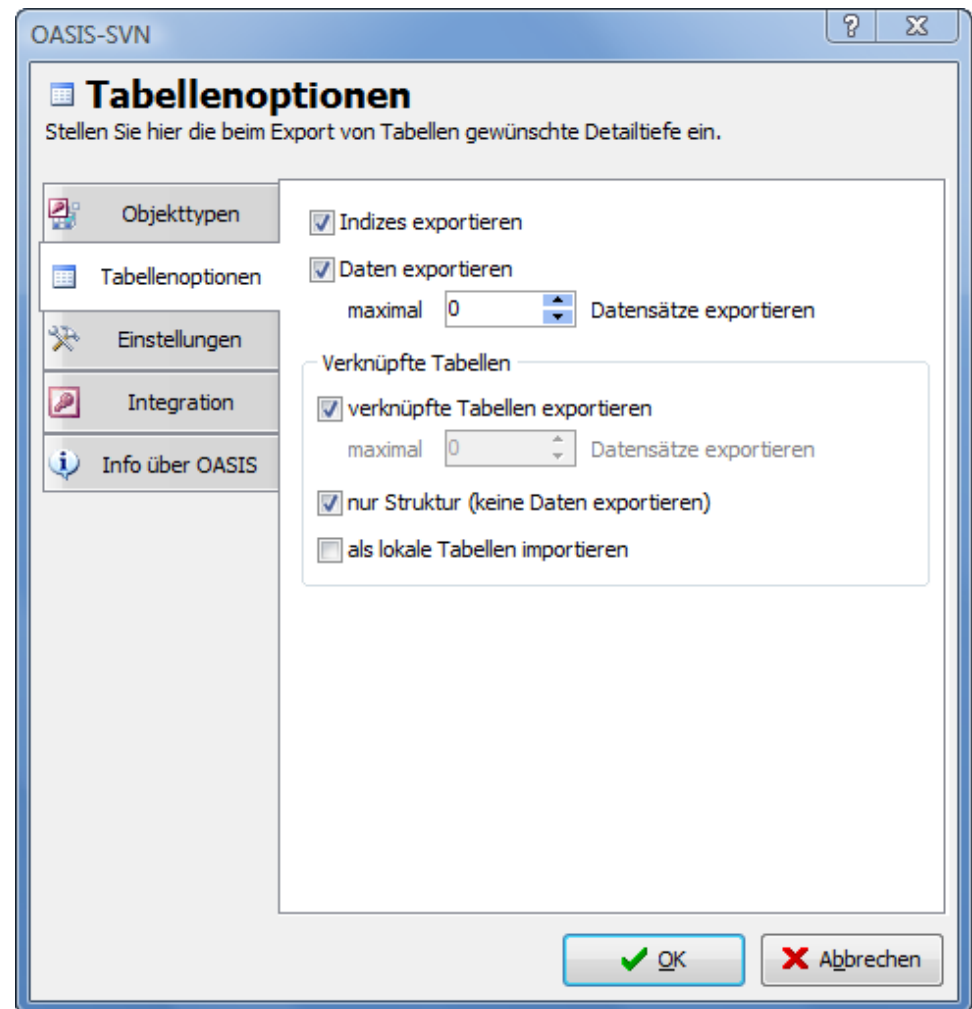 OASIS-SVN
Tabellenoptionen
Stellen Sie hier die beim Export von Tabellen gewünschte Detailtiefe ein.
Objekttypen
Tabellenoptionen
Einstellungen
Integration
Info über OASIS
Indizes exportieren
Daten exportieren
maximal 0 Datensätze exportieren
Verknüpfte Tabellen
verknüpfte Tabellen exportieren
maximal 0 Datensätze exportieren
nur Struktur (keine Daten exportieren)
als lokale Tabellen importieren
OK Abbrechen